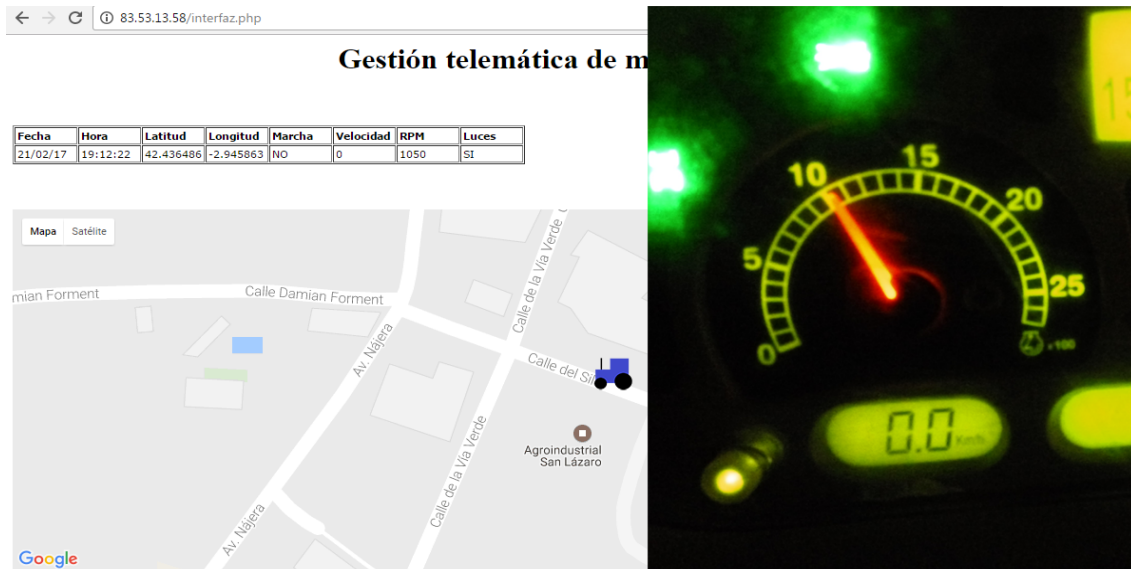 83.53.13.58/interfaz.php
Gestión telemática de m
Fecha Hora Latitud Longitud Marcha Velocidad RPM Luces
21/02/17 19:12:22 42.436486 -2.945863 NO 0 1050 SI
Mapa Satélite
mian Forment
Calle Damian Forment
Calle de la Vía Verde
Av. Nájera
Calle del Sil
Agroindustrial
San Lázaro
Calle de la Vía Verde
Av. Nájera
Google
0
5
10
15
20
25
x100
15
0.0 Km/h